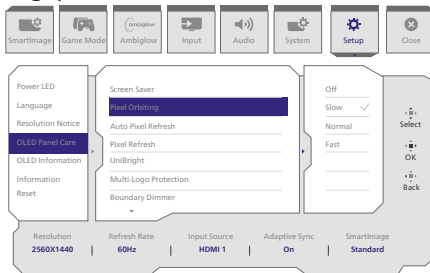 SmartImage Game Mode Ambiglow Input Audio System Setup Close
ambiglow
Power LED
Language
Resolution Notice
OLED Panel Care
OLED Information
Information
Reset
Screen Saver
Pixel Orbiting
Auto Pixel Refresh
Pixel Refresh
UniBright
Multi-Logo Protection
Boundary Dimmer
Off
Slow ✓
Normal
Fast
Select
OK
Back
Resolution Refresh Rate Input Source Adaptive Sync SmartImage
2560X1440 | 60Hz | HDMI 1 | On | Standard